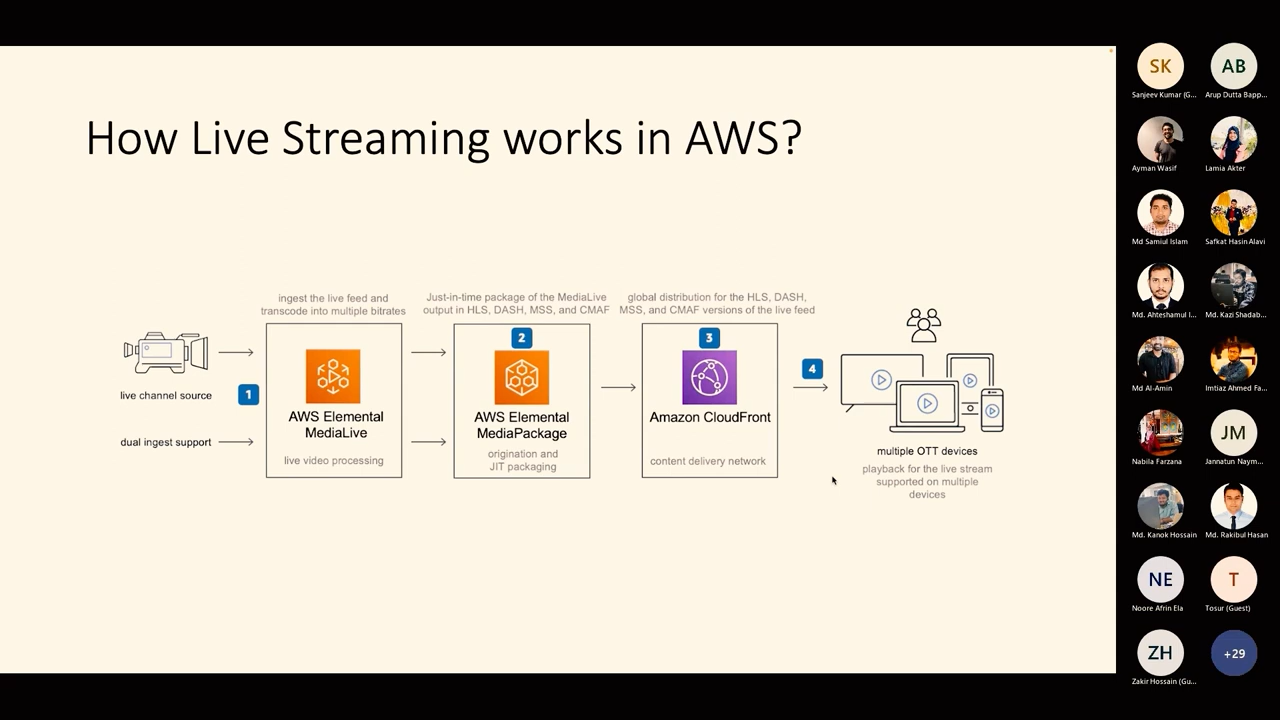 How Live Streaming works in AWS?
ingest the live feed and
transcode into multiple bitrates
Just-in-time package of the MediaLive
output in HLS, DASH, MSS, and CMAF
global distribution for the HLS, DASH,
MSS, and CMAF versions of the live feed
live channel source
dual ingest support
1
AWS Elemental
MediaLive
live video processing
2
AWS Elemental
MediaPackage
origination and
JIT packaging
3
Amazon CloudFront
content delivery network
4
multiple OTT devices
playback for the live stream
supported on multiple
devices
SK
Sanjeev Kumar (G...
AB
Arup Dutta Bapp...
Ayman Wasif
Lamia Akter
Md Samiul Islam
Safkat Hasin Alavi
Md. Ahteshamul I...
Md. Kazi Shadab...
Md Al-Amin
Imtiaz Ahmed Fa...
Nabila Farzana
JM
Jannatun Naym...
Md. Kanok Hossain
Md. Rakibul Hasan
NE
Noore Afrin Ela
T
Tosur (Guest)
ZH
Zakir Hossain (Gu...
+29